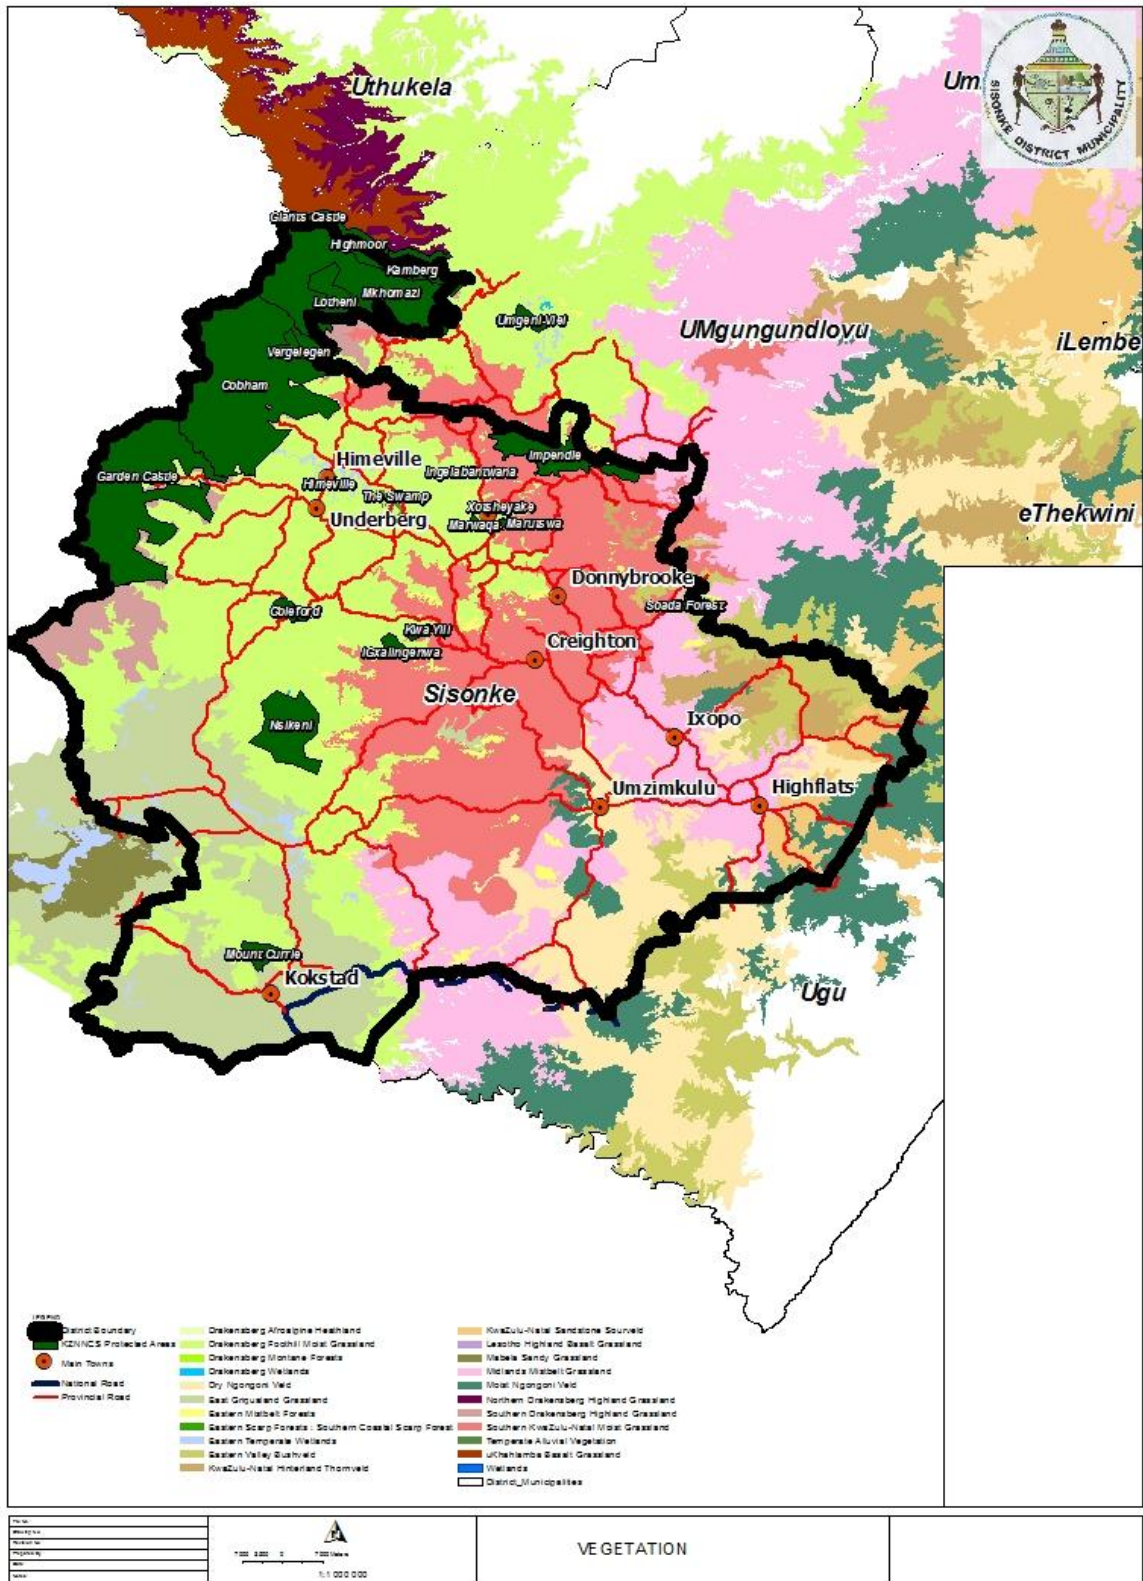 Uthukela
Um
SISONKE DISTRICT MUNICIPALITY
Giants Castle
Highmoor
Kamberg
Mkhomazi
Lotheni
Umgeni-Vlei
UMgungundlovu
iLembe
Vergelegen
Cobham
Himeville
Impendle
Ingelabantwana
Garden Castle
Himeville
The Swamp
Xotsheyake
eThekwini
Underberg
Marwaqa
Marutswa
Donnybrooke
Coleford
Soada Forest
Kwa Yili
Creighton
IGxalingenwa
Sisonke
Nsikeni
Ixopo
Umzimkulu
Highflats
Mount Currie
Kokstad
Ugu
LEGEND
District Boundary
KZNNCS Protected Areas
Main Towns
National Road
Provincial Road
Drakensberg Afroalpine Heathland
Drakensberg Foothill Moist Grassland
Drakensberg Montane Forests
Drakensberg Wetlands
Dry Ngongoni Veld
East Griqualand Grassland
Eastern Mistbelt Forests
Eastern Scarp Forests : Southern Coastal Scarp Forest
Eastern Temperate Wetlands
Eastern Valley Bushveld
KwaZulu-Natal Hinterland Thornveld
KwaZulu-Natal Sandstone Sourveld
Lesotho Highland Basalt Grassland
Mabela Sandy Grassland
Midlands Mistbelt Grassland
Moist Ngongoni Veld
Northern Drakensberg Highland Grassland
Southern Drakensberg Highland Grassland
Southern KwaZulu-Natal Moist Grassland
Temperate Alluvial Vegetation
uKhahlamba Basalt Grassland
Wetlands
District_Municipalities
1:1 000 000
VEGETATION